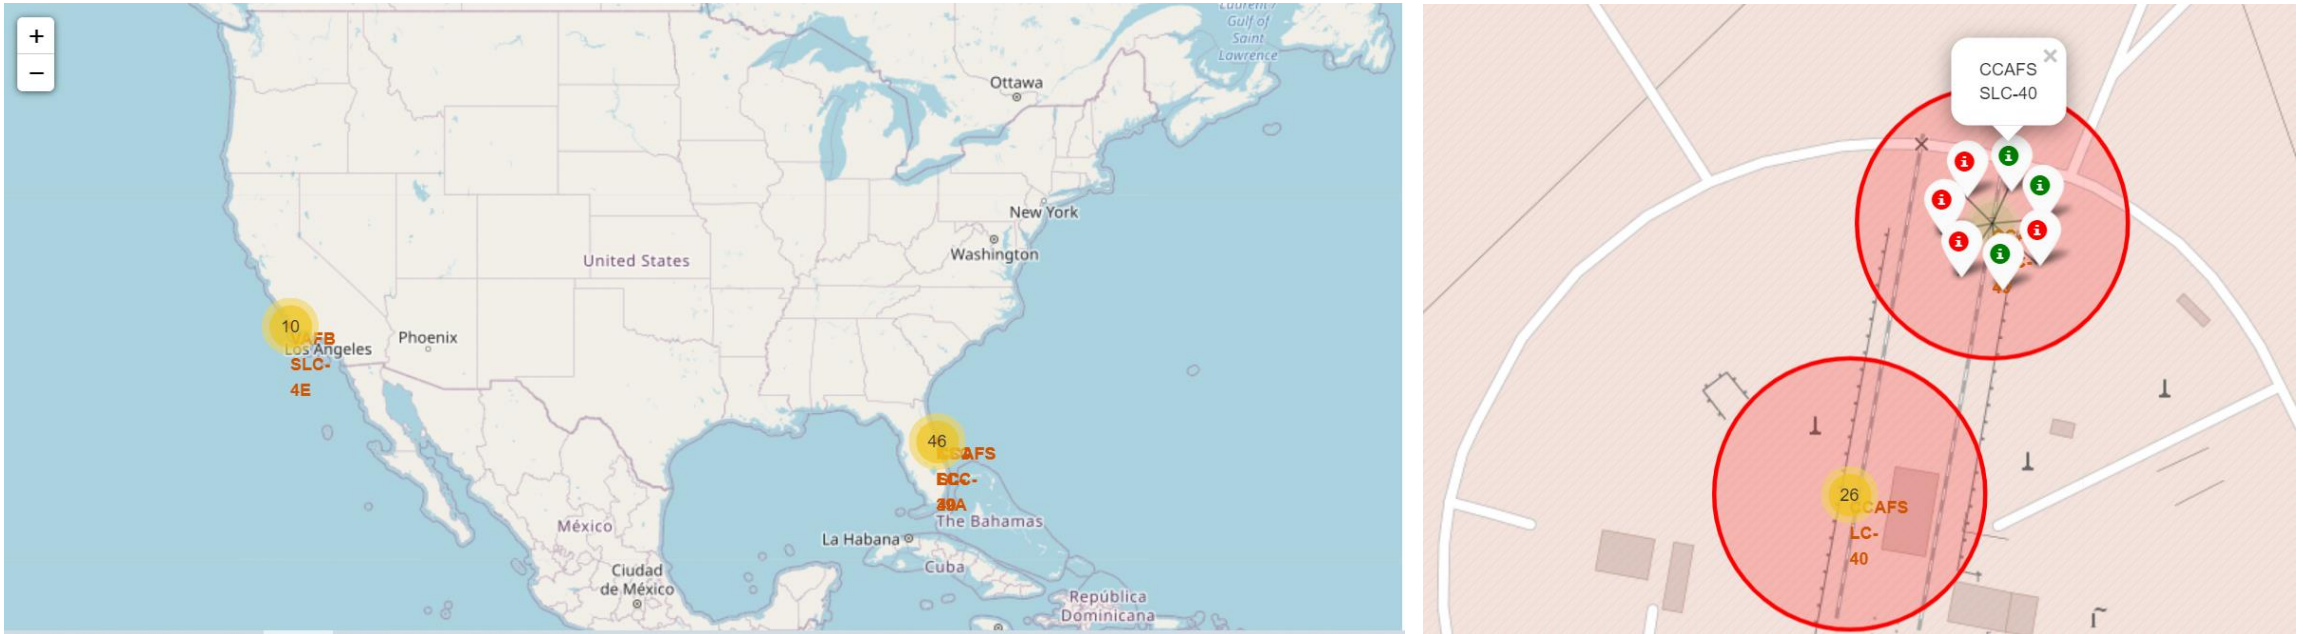 +
−
Laurent /
Gulf of
Saint
Lawrence
Ottawa
New York
Washington
United States
10
VAFB
Los Angeles
SLC-
4E
Phoenix
46
The Bahamas
México
La Habana
Cuba
Ciudad
de México
República
Dominicana
CCAFS
SLC-40
×
26
CCAFS
LC-
40